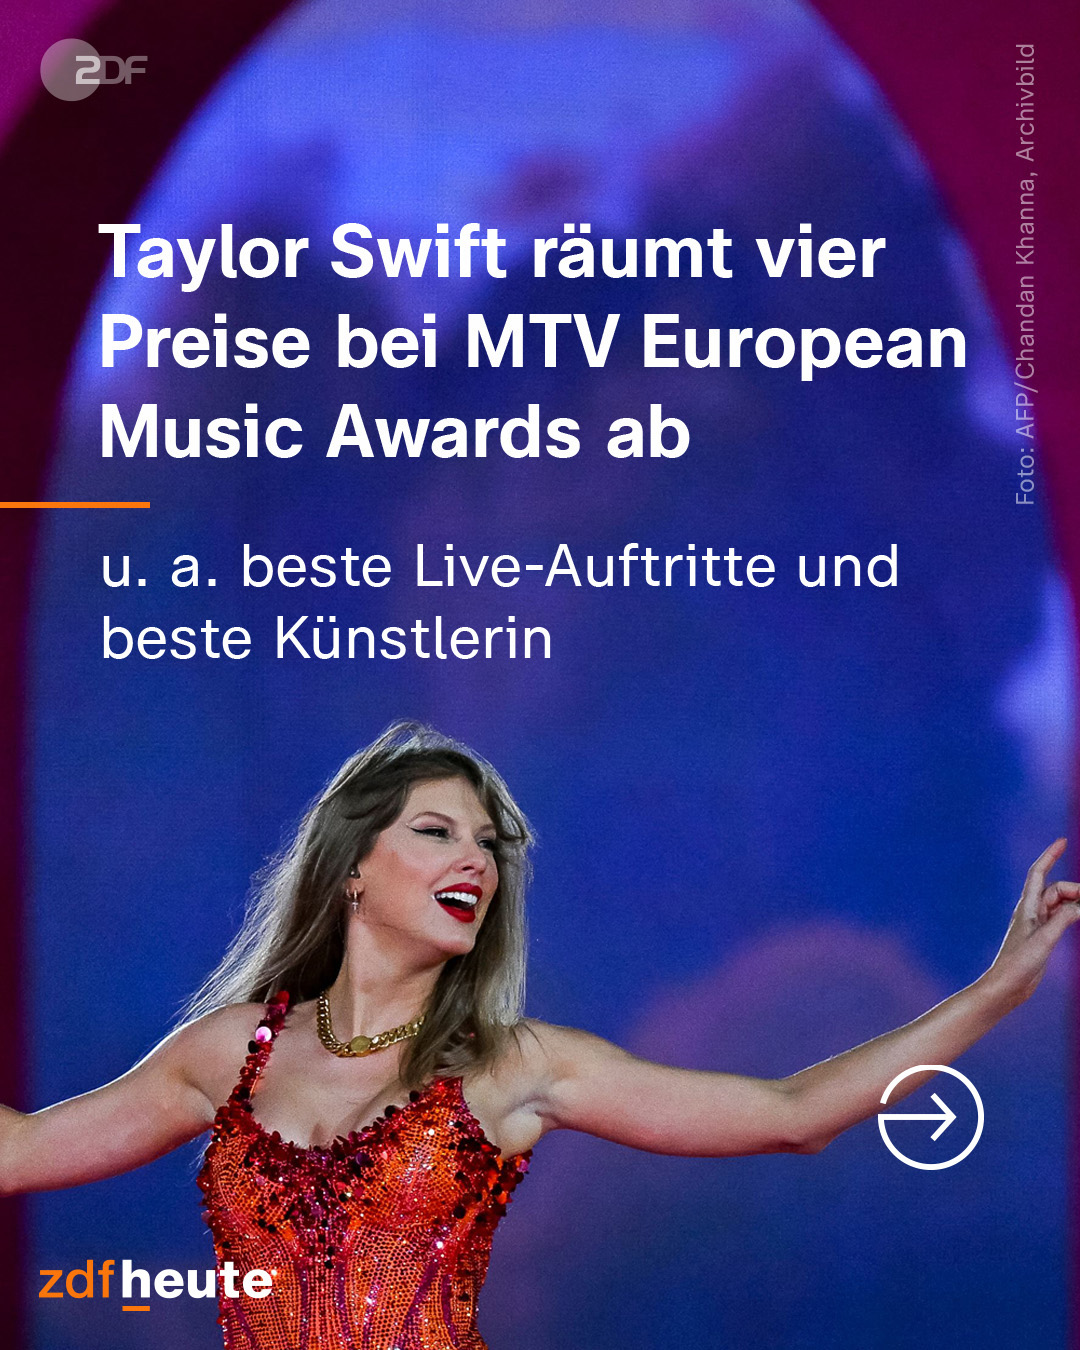 ZDF
Foto: AFP/Chandan Khanna, Archivbild
Taylor Swift räumt vier
Preise bei MTV European
Music Awards ab
u. a. beste Live-Auftritte und
beste Künstlerin
zdfheute